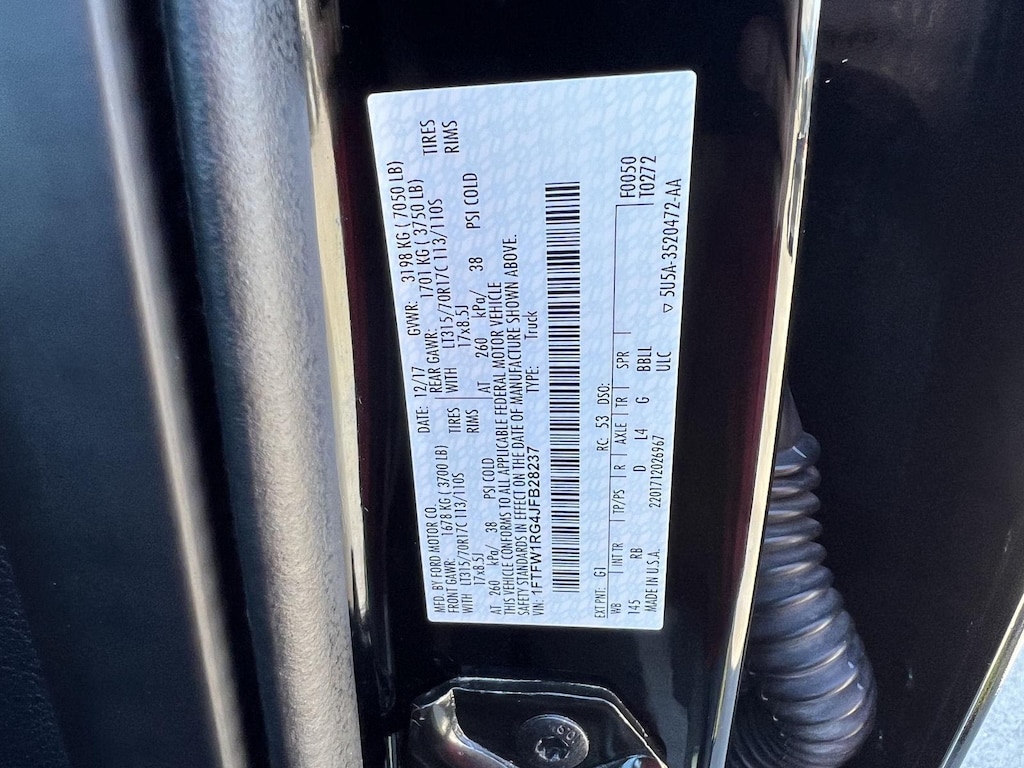 MFD. BY FORD MOTOR CO. DATE: 12/17 GVWR: 3198 KG ( 7050 LB)
FRONT GAWR: 1678 KG ( 3700 LB) REAR GAWR: 1701 KG ( 3750 LB)
WITH LT315/70R17C 113/110S TIRES WITH LT315/70R17C 113/110S TIRES
17x8.5J RIMS 17x8.5J RIMS
AT 260 kPa/ 38 PSI COLD AT 260 kPa/ 38 PSI COLD
THIS VEHICLE CONFORMS TO ALL APPLICABLE FEDERAL MOTOR VEHICLE
SAFETY STANDARDS IN EFFECT ON THE DATE OF MANUFACTURE SHOWN ABOVE.
VIN: 1FTFW1RG4JFB28237 TYPE: Truck
EXT PNT: G1 RC: 53 DSO: F0050
WB INT TR TP/PS R AXLE TR SPR T0272
145 RB D L4 G BBLL
MADE IN U.S.A. 2201712026967 ULC ▽ 5U5A-3520472-AA